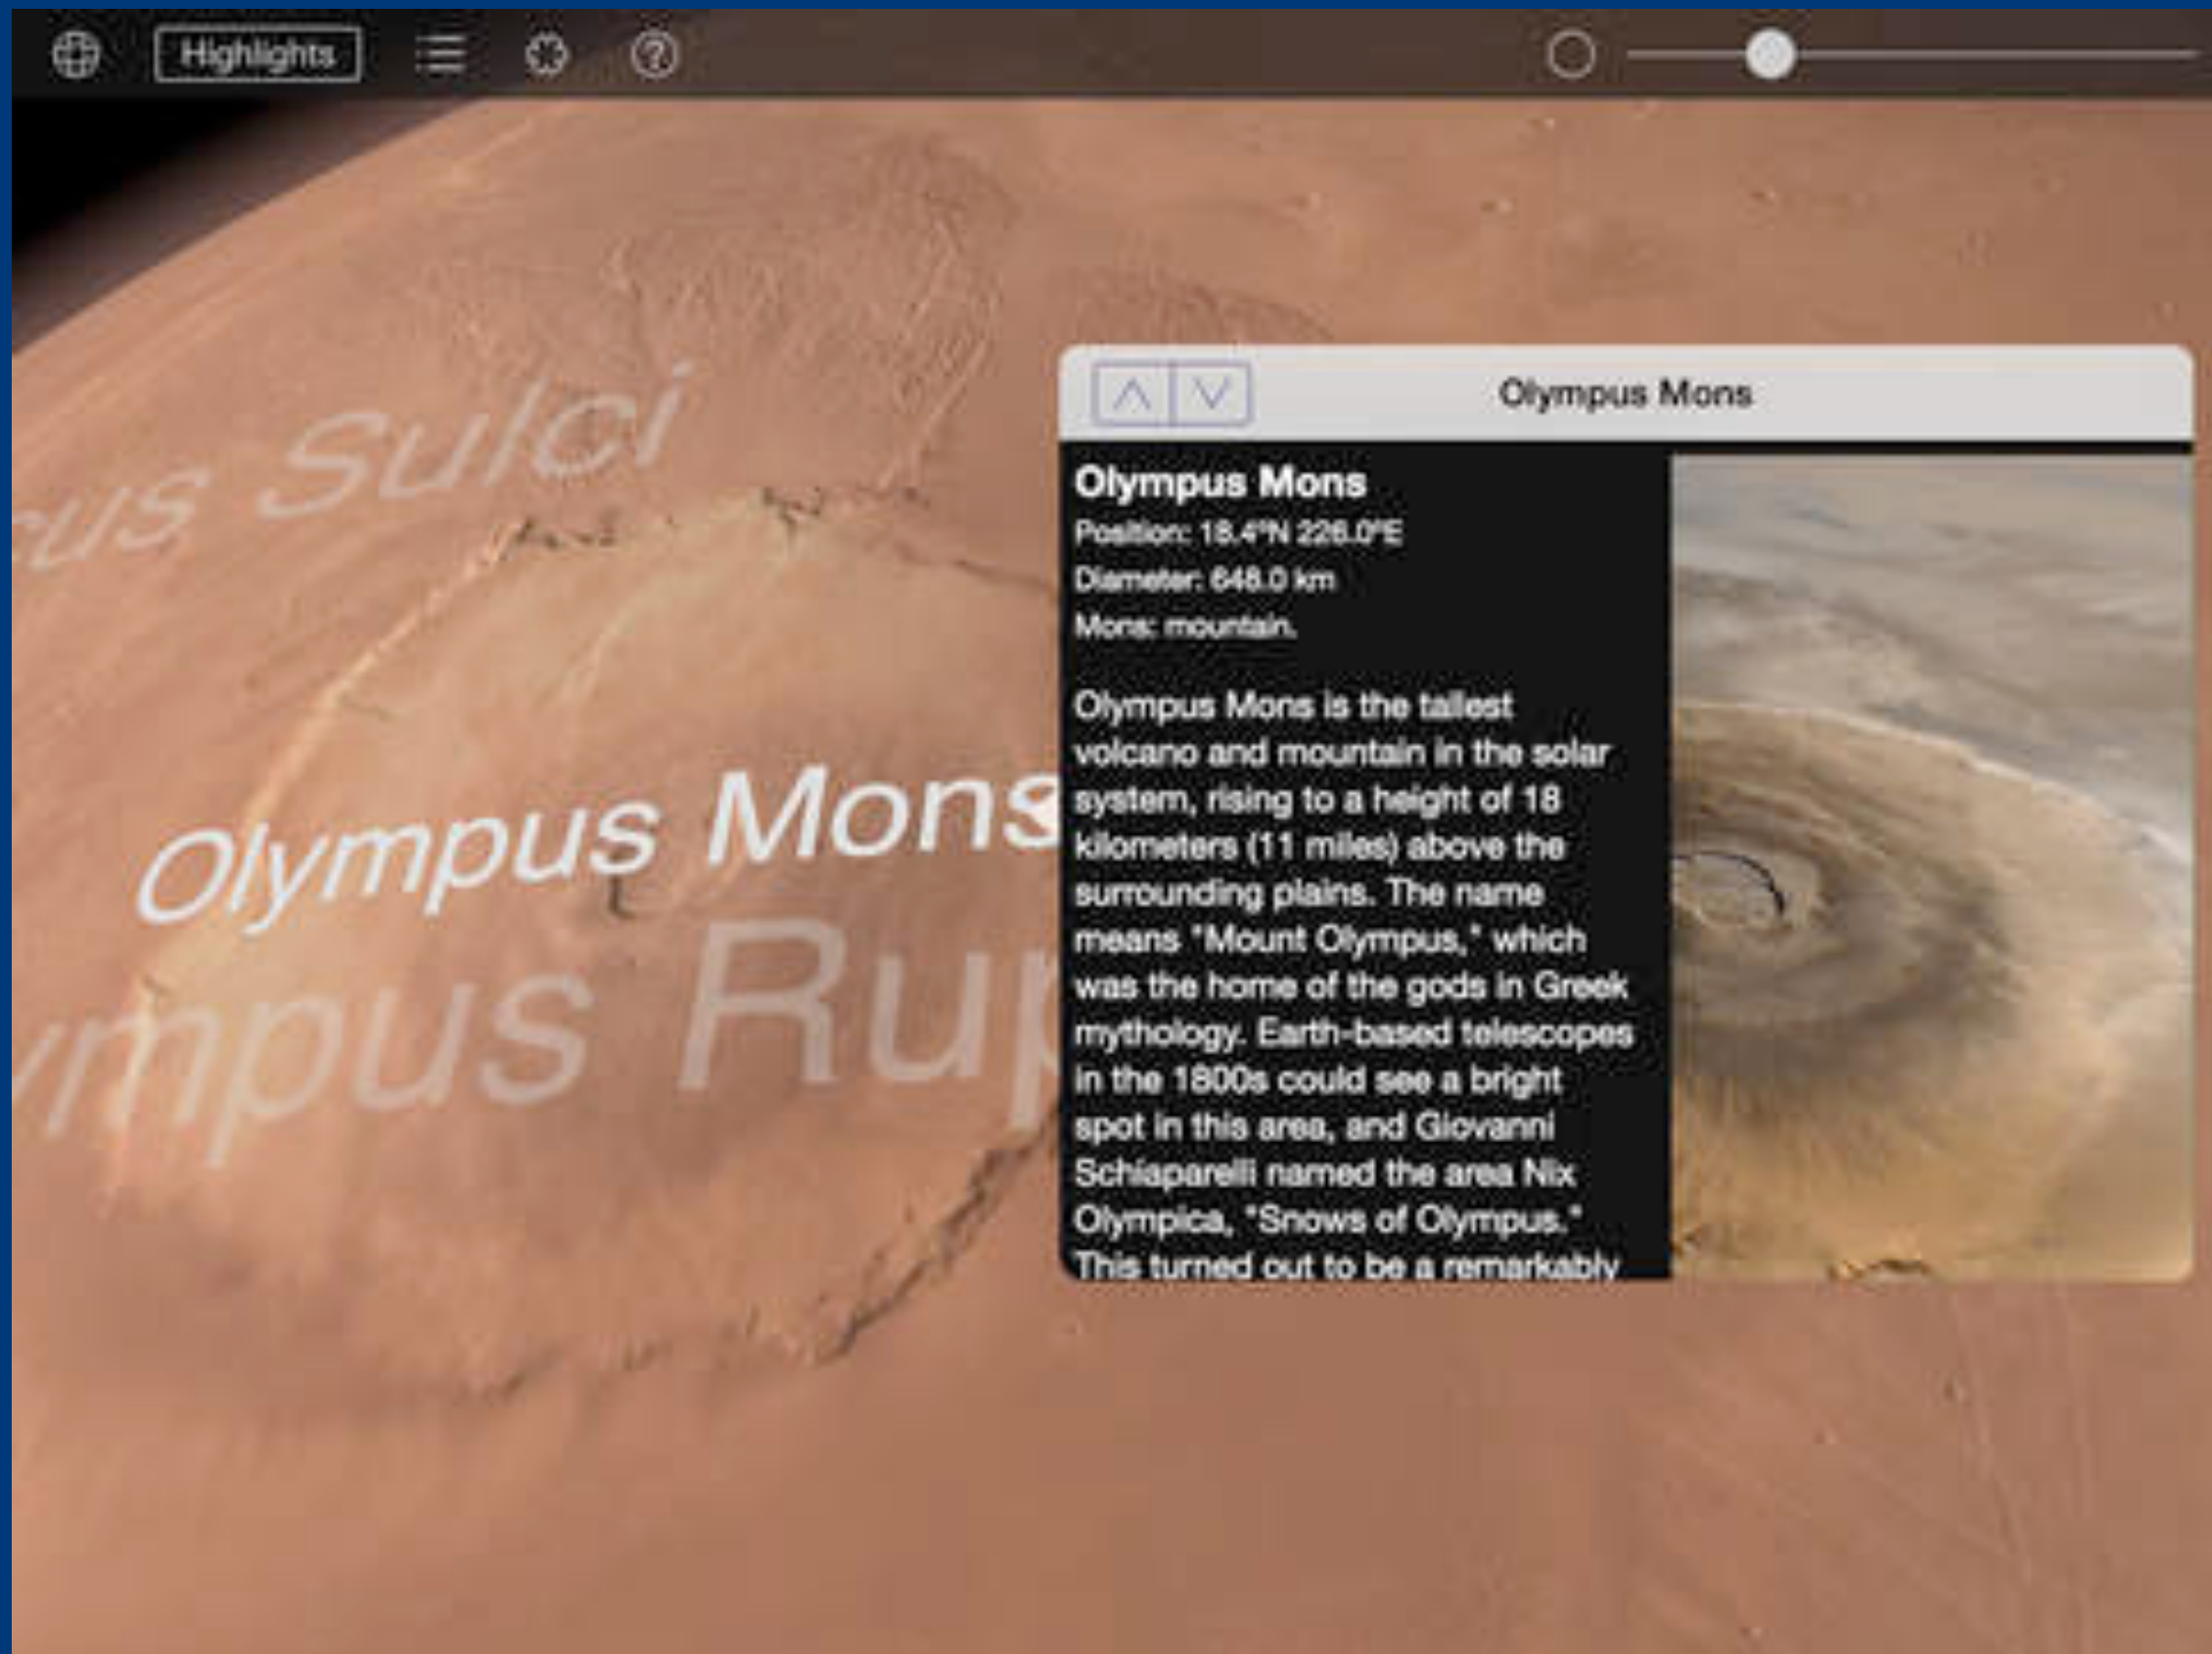 Highlights
cus Sulci
Olympus Mons
ympus Rup
Olympus Mons
Olympus Mons
Position: 18.4°N 226.0°E
Diameter: 648.0 km
Mons: mountain.
Olympus Mons is the tallest
volcano and mountain in the solar
system, rising to a height of 18
kilometers (11 miles) above the
surrounding plains. The name
means "Mount Olympus," which
was the home of the gods in Greek
mythology. Earth-based telescopes
in the 1800s could see a bright
spot in this area, and Giovanni
Schiaparelli named the area Nix
Olympica, "Snows of Olympus."
This turned out to be a remarkably